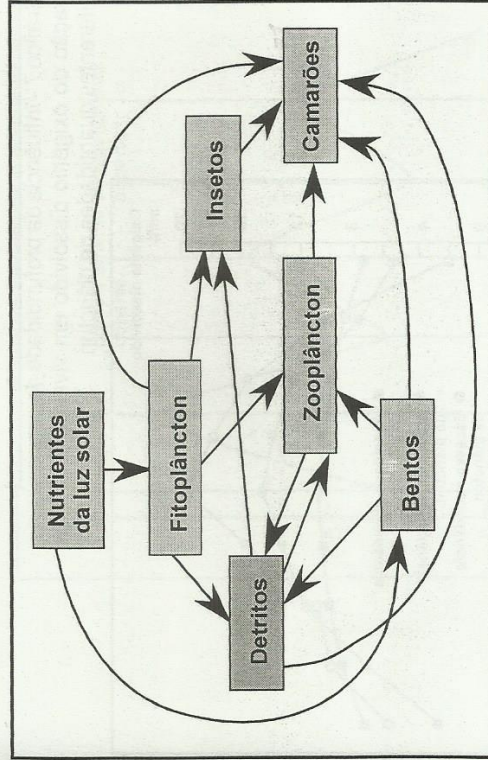 Nutrientes
da luz solar
Fitoplâncton
Insetos
Detritos
Zooplâncton
Camarões
Bentos